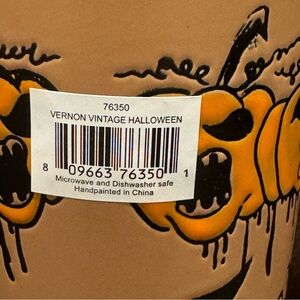 76350
VERNON VINTAGE HALLOWEEN
8 09663 76350 1
Microwave and Dishwasher safe
Handpainted in China